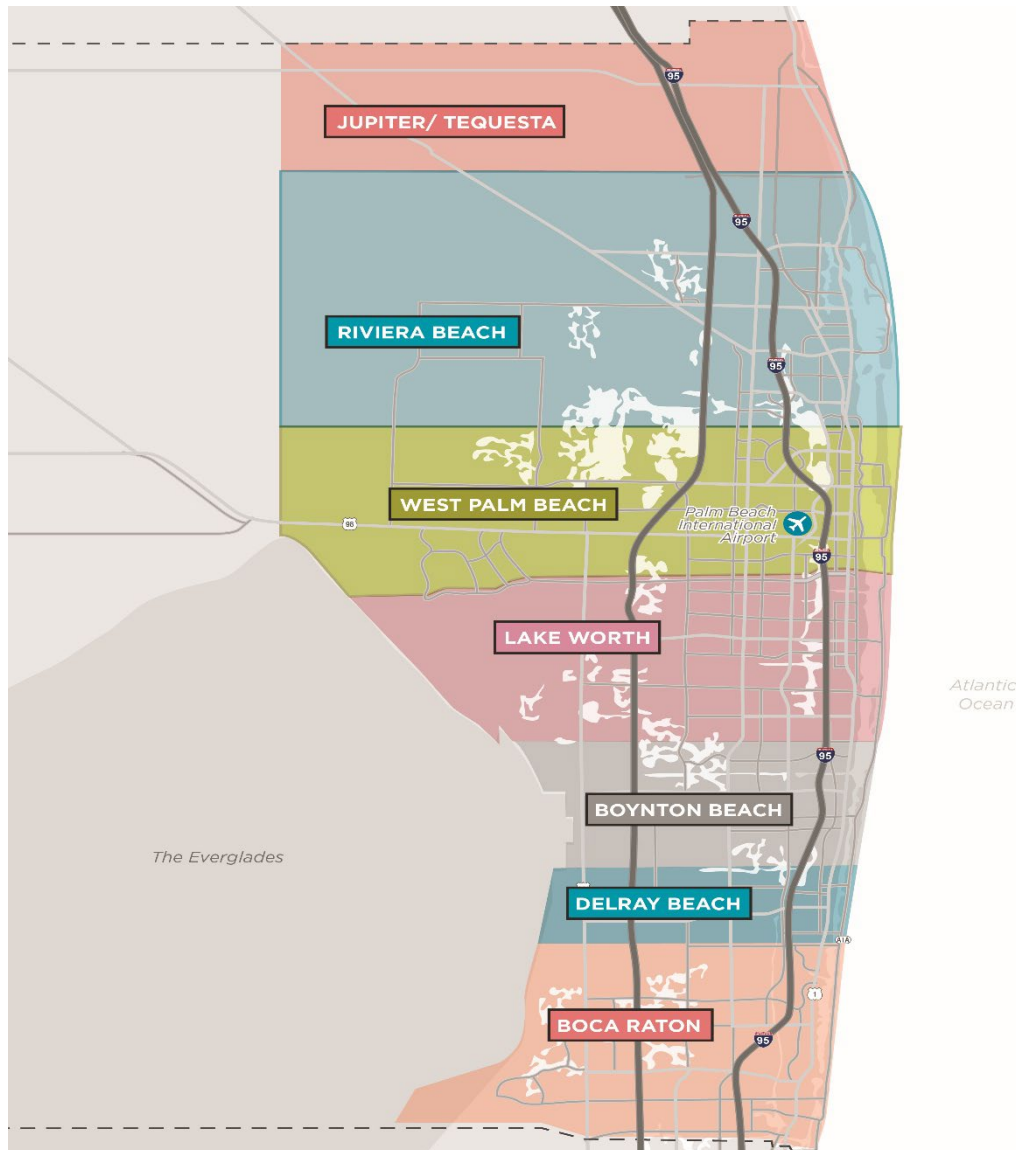 95
JUPITER/ TEQUESTA
95
RIVIERA BEACH
95
WEST PALM BEACH
Palm Beach
International
Airport
98
95
LAKE WORTH
Atlantic
Ocean
95
BOYNTON BEACH
The Everglades
DELRAY BEACH
A1A
1
BOCA RATON
95